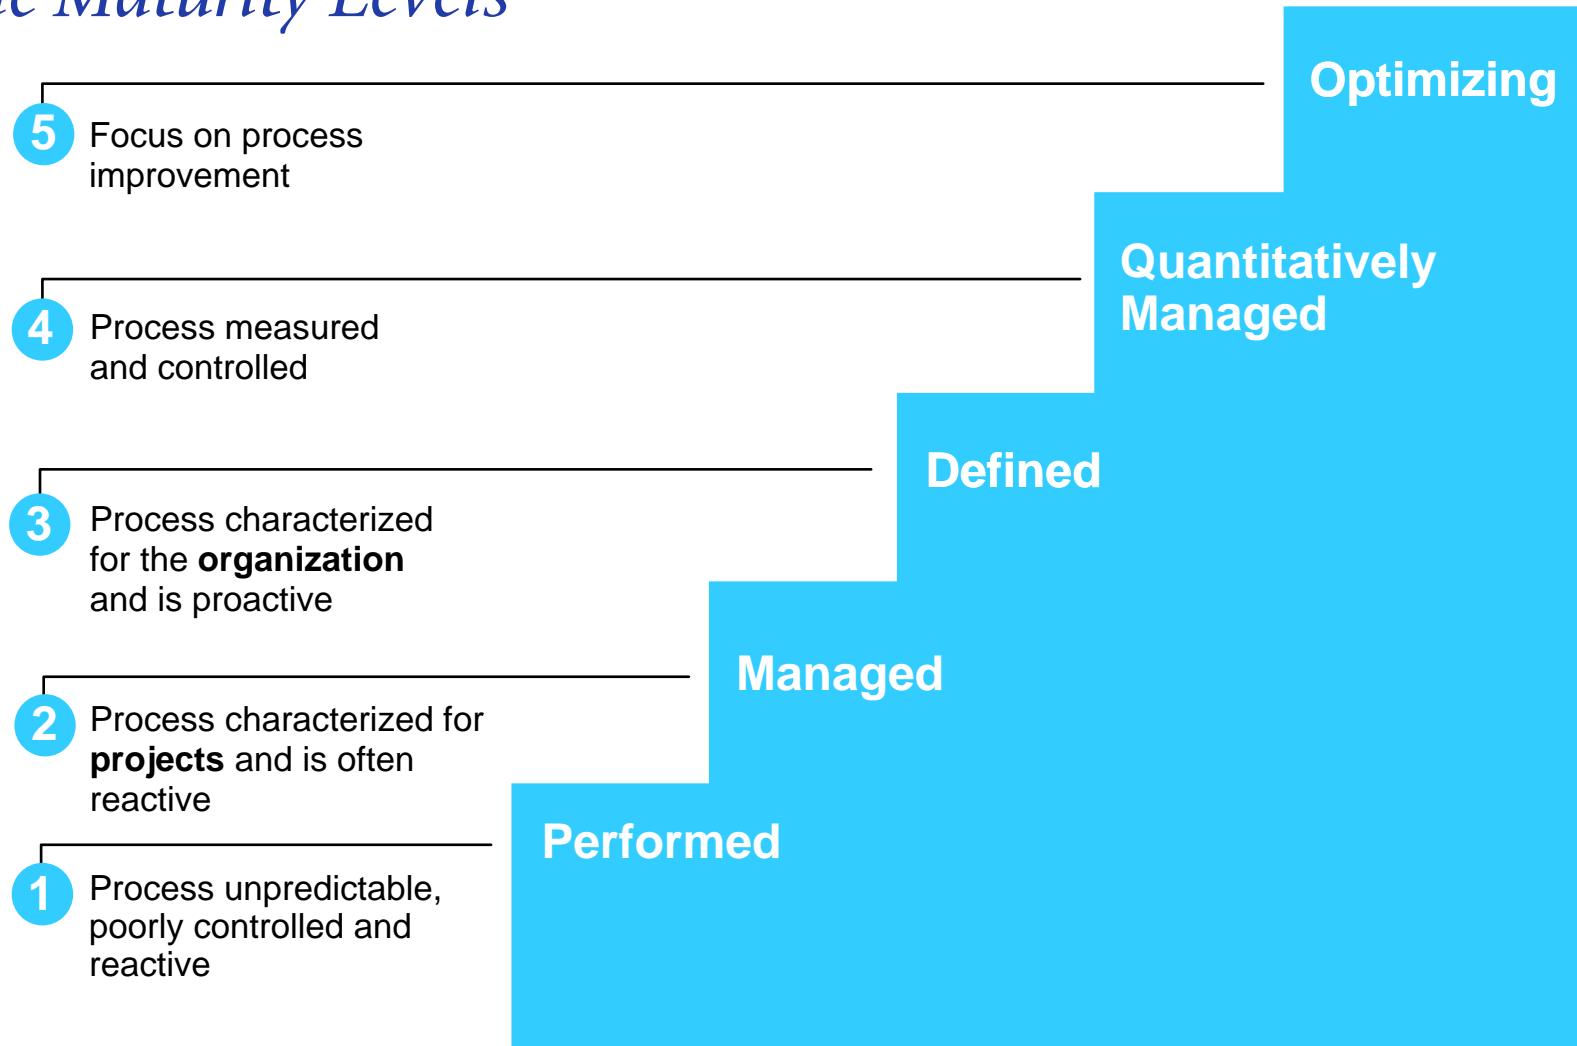 Maturity Levels
Optimizing
5
Focus on process
improvement
Quantitatively
Managed
4
Process measured
and controlled
Defined
3
Process characterized
for the organization
and is proactive
Managed
2
Process characterized for
projects and is often
reactive
Performed
1
Process unpredictable,
poorly controlled and
reactive